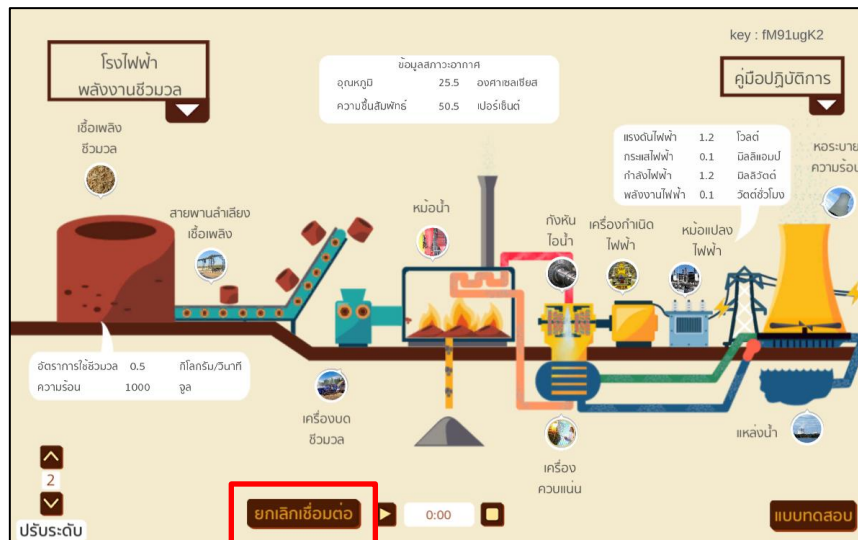 key : fM91ugK2
โรงไฟฟ้า
พลังงานชีวมวล
ข้อมูลสภาวะอากาศ
อุณหภูมิ 25.5 องศาเซลเซียส
ความชื้นสัมพัทธ์ 50.5 เปอร์เซ็นต์
คู่มือปฏิบัติการ
แรงดันไฟฟ้า 1.2 โวลต์
กระแสไฟฟ้า 0.1 มิลลิแอมป์
กำลังไฟฟ้า 1.2 มิลลิวัตต์
พลังงานไฟฟ้า 0.1 วัตต์ชั่วโมง
หอระบาย
ความร้อน
เชื้อเพลิง
ชีวมวล
สายพานลำเลียง
เชื้อเพลิง
หม้อน้ำ
กังหัน
ไอน้ำ
เครื่องกำเนิด
ไฟฟ้า
หม้อแปลง
ไฟฟ้า
อัตราการใช้ชีวมวล 0.5 กิโลกรัม/วินาที
ความร้อน 1000 จูล
เครื่องบด
ชีวมวล
เครื่อง
ควบแน่น
แหล่งน้ำ
2
ปรับระดับ
ยกเลิกเชื่อมต่อ
0:00
แบบทดสอบ